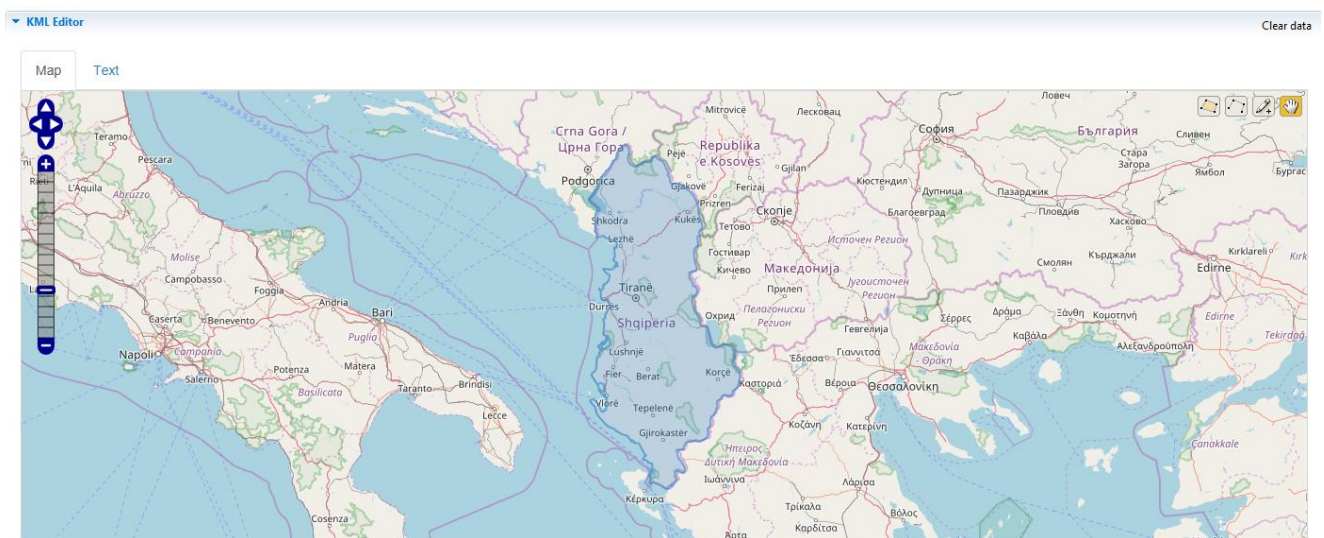 KML Editor
Clear data
Map
Text
Teramo
Pescara
L'Aquila
Abruzzo
Molise
Campobasso
Foggia
Caserta
Benevento
Andria
Bari
Puglia
Napoli
Campania
Salerno
Potenza
Matera
Basilicata
Taranto
Brindisi
Lecce
Cosenza
Crna Gora /
Црна Гора
Podgorica
Mitrovicë
Лесковац
Pejë
Republika
e Kosovës
Gjilan
Gjakovë
Ferizaj
Prizren
Shkodra
Kukës
Lezhë
Tiranë
Durrës
Shqipëria
Lushnjë
Fier
Berat
Korçë
Vlorë
Tepelenë
Gjirokastër
Скопје
Тетово
Гостивар
Кичево
Македонија
Источен Регион
Прилеп
Југоисточен
Регион
Охрид
Пелагониски
Регион
Гевгелија
София
Кюстендил
Дупница
Благоевград
Ловеч
България
Сливен
Стара
Загора
Ямбол
Бургас
Пазарджик
Пловдив
Хасково
Смолян
Кърджали
Kırklareli
Kırk
Edirne
Edirne
Tekirdağ
Σέρρες
Δράμα
Ξάνθη
Κομοτηνή
Καβάλα
Αλεξανδρούπολη
Μακεδονία
- Θράκη
Έδεσσα
Γιαννιτσά
Καστοριά
Βέροια
Θεσσαλονίκη
Κοζάνη
Κατερίνη
Ήπειρος -
Δυτική Μακεδονία
Ιωάννινα
Κέρκυρα
Λάρισα
Τρίκαλα
Βόλος
Καρδίτσα
Άρτα
Çanakkale